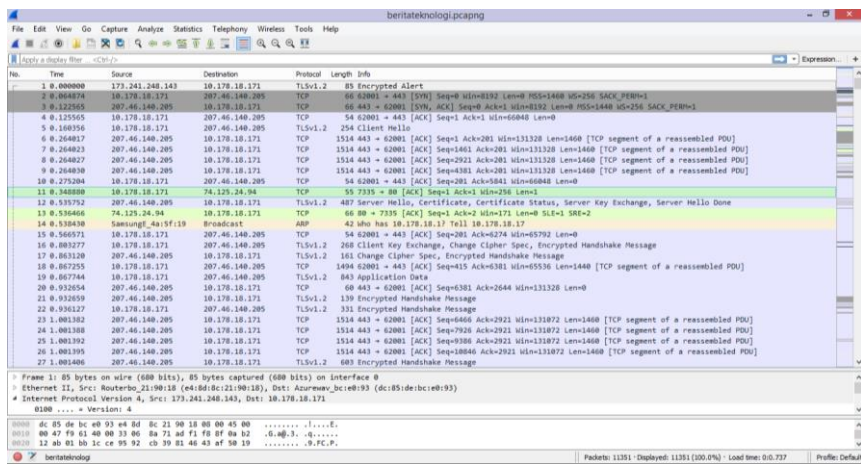 beritateknologi.pcapng
File Edit View Go Capture Analyze Statistics Telephony Wireless Tools Help
Apply a display filter ... <Ctrl-/> Expression... +
No. Time Source Destination Protocol Length Info
1 0.000000 173.241.248.143 10.178.18.171 TLSv1.2 85 Encrypted Alert
2 0.064874 10.178.18.171 207.46.140.205 TCP 66 62001 → 443 [SYN] Seq=0 Win=8192 Len=0 MSS=1460 WS=256 SACK_PERM=1
3 0.122565 207.46.140.205 10.178.18.171 TCP 66 443 → 62001 [SYN, ACK] Seq=0 Ack=1 Win=8192 Len=0 MSS=1440 WS=256 SACK_PERM=1
4 0.125565 10.178.18.171 207.46.140.205 TCP 54 62001 → 443 [ACK] Seq=1 Ack=1 Win=66048 Len=0
5 0.160356 10.178.18.171 207.46.140.205 TLSv1.2 254 Client Hello
6 0.264017 207.46.140.205 10.178.18.171 TCP 1514 443 → 62001 [ACK] Seq=1 Ack=201 Win=131328 Len=1460 [TCP segment of a reassembled PDU]
7 0.264023 207.46.140.205 10.178.18.171 TCP 1514 443 → 62001 [ACK] Seq=1461 Ack=201 Win=131328 Len=1460 [TCP segment of a reassembled PDU]
8 0.264027 207.46.140.205 10.178.18.171 TCP 1514 443 → 62001 [ACK] Seq=2921 Ack=201 Win=131328 Len=1460 [TCP segment of a reassembled PDU]
9 0.264030 207.46.140.205 10.178.18.171 TCP 1514 443 → 62001 [ACK] Seq=4381 Ack=201 Win=131328 Len=1460 [TCP segment of a reassembled PDU]
10 0.275204 10.178.18.171 207.46.140.205 TCP 54 62001 → 443 [ACK] Seq=201 Ack=5841 Win=66048 Len=0
11 0.348880 10.178.18.171 74.125.24.94 TCP 55 7335 → 80 [ACK] Seq=1 Ack=1 Win=256 Len=1
12 0.535752 207.46.140.205 10.178.18.171 TLSv1.2 487 Server Hello, Certificate, Certificate Status, Server Key Exchange, Server Hello Done
13 0.536466 74.125.24.94 10.178.18.171 TCP 66 80 → 7335 [ACK] Seq=1 Ack=2 Win=171 Len=0 SLE=1 SRE=2
14 0.538430 SamsungE_4a:5f:19 Broadcast ARP 42 Who has 10.178.18.1? Tell 10.178.18.17
15 0.566571 10.178.18.171 207.46.140.205 TCP 54 62001 → 443 [ACK] Seq=201 Ack=6274 Win=65792 Len=0
16 0.803277 10.178.18.171 207.46.140.205 TLSv1.2 268 Client Key Exchange, Change Cipher Spec, Encrypted Handshake Message
17 0.863120 207.46.140.205 10.178.18.171 TLSv1.2 161 Change Cipher Spec, Encrypted Handshake Message
18 0.867255 10.178.18.171 207.46.140.205 TCP 1494 62001 → 443 [ACK] Seq=415 Ack=6381 Win=65536 Len=1440 [TCP segment of a reassembled PDU]
19 0.867744 10.178.18.171 207.46.140.205 TLSv1.2 843 Application Data
20 0.932654 207.46.140.205 10.178.18.171 TCP 60 443 → 62001 [ACK] Seq=6381 Ack=2644 Win=131328 Len=0
21 0.932659 207.46.140.205 10.178.18.171 TLSv1.2 139 Encrypted Handshake Message
22 0.936127 10.178.18.171 207.46.140.205 TLSv1.2 331 Encrypted Handshake Message
23 1.001382 207.46.140.205 10.178.18.171 TCP 1514 443 → 62001 [ACK] Seq=6466 Ack=2921 Win=131072 Len=1460 [TCP segment of a reassembled PDU]
24 1.001388 207.46.140.205 10.178.18.171 TCP 1514 443 → 62001 [ACK] Seq=7926 Ack=2921 Win=131072 Len=1460 [TCP segment of a reassembled PDU]
25 1.001392 207.46.140.205 10.178.18.171 TCP 1514 443 → 62001 [ACK] Seq=9386 Ack=2921 Win=131072 Len=1460 [TCP segment of a reassembled PDU]
26 1.001395 207.46.140.205 10.178.18.171 TCP 1514 443 → 62001 [ACK] Seq=10846 Ack=2921 Win=131072 Len=1460 [TCP segment of a reassembled PDU]
27 1.001406 207.46.140.205 10.178.18.171 TLSv1.2 603 Encrypted Handshake Message
Frame 1: 85 bytes on wire (680 bits), 85 bytes captured (680 bits) on interface 0
Ethernet II, Src: Routerbo_21:90:18 (e4:8d:8c:21:90:18), Dst: Azurewav_bc:e0:93 (dc:85:de:bc:e0:93)
Internet Protocol Version 4, Src: 173.241.248.143, Dst: 10.178.18.171
0100 .... = Version: 4
0000 dc 85 de bc e0 93 e4 8d 8c 21 90 18 08 00 45 00 ........ .!....E.
0010 00 47 f9 61 40 00 33 06 8a 71 ad f1 f8 8f 0a b2 .G.a@.3. .q......
0020 12 ab 01 bb 1c ce 95 92 cb 39 81 46 43 af 50 19 ........ .9.FC.P.
beritateknologi Packets: 11351 · Displayed: 11351 (100.0%) · Load time: 0:0.737 Profile: Default